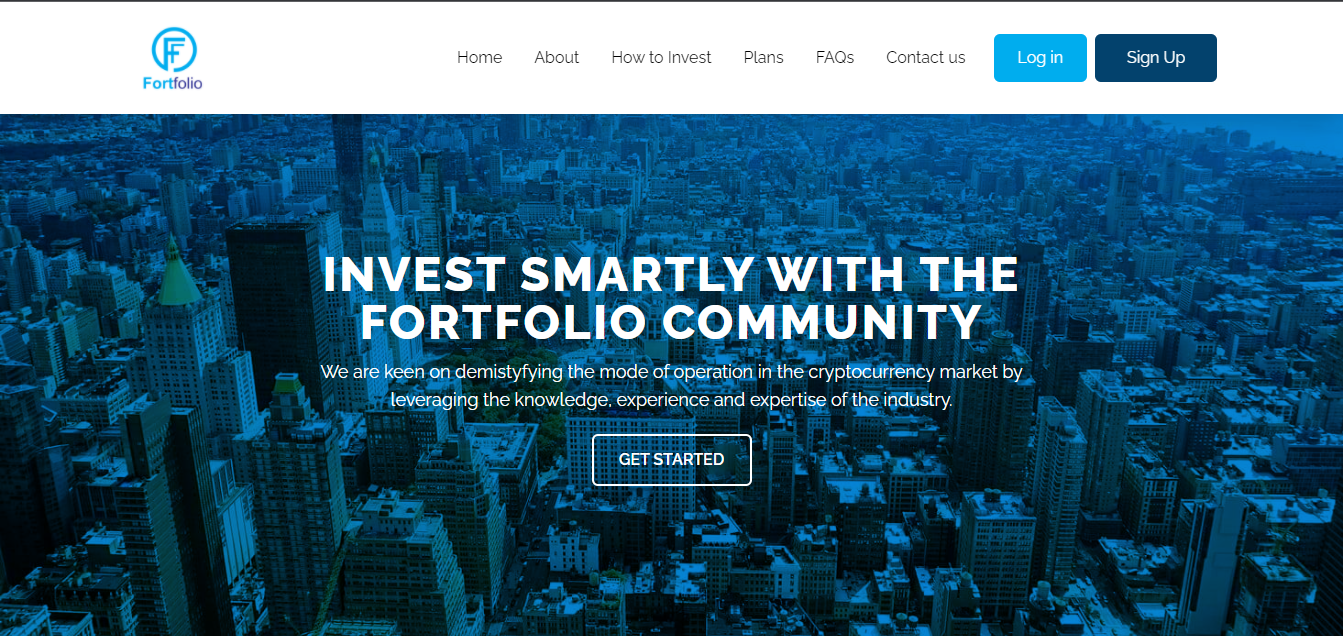 Fortfolio
Home About How to Invest Plans FAQs Contact us Log in Sign Up
INVEST SMARTLY WITH THE
FORTFOLIO COMMUNITY
We are keen on demistyfying the mode of operation in the cryptocurrency market by
leveraging the knowledge, experience and expertise of the industry.
GET STARTED